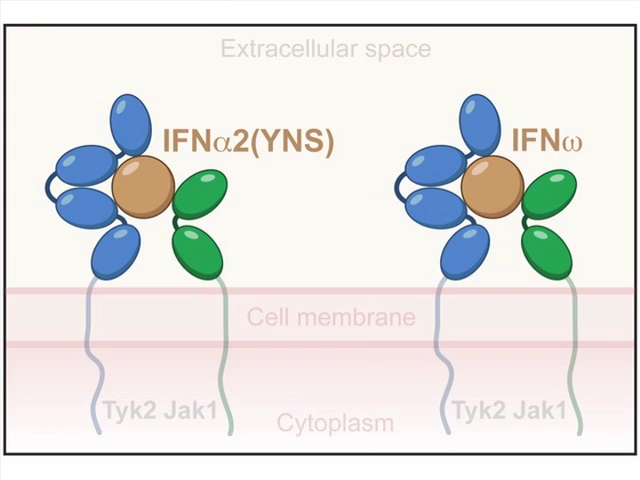 Extracellular space
IFNα2(YNS)
IFNω
Cell membrane
Tyk2 Jak1
Tyk2 Jak1
Cytoplasm